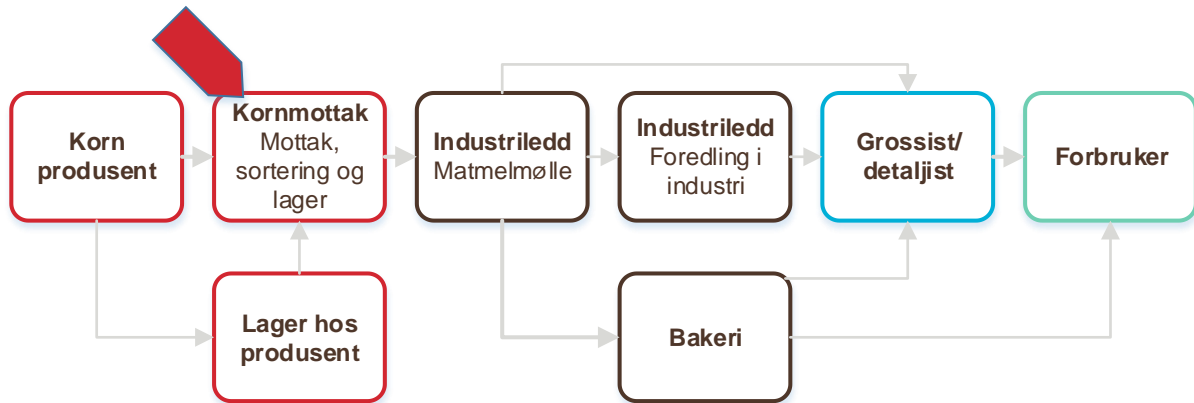 Korn
produsent
Kornmottak
Mottak,
sortering og
lager
Industriledd
Matmelmølle
Industriledd
Foredling i
industri
Grossist/
detaljist
Forbruker
Lager hos
produsent
Bakeri